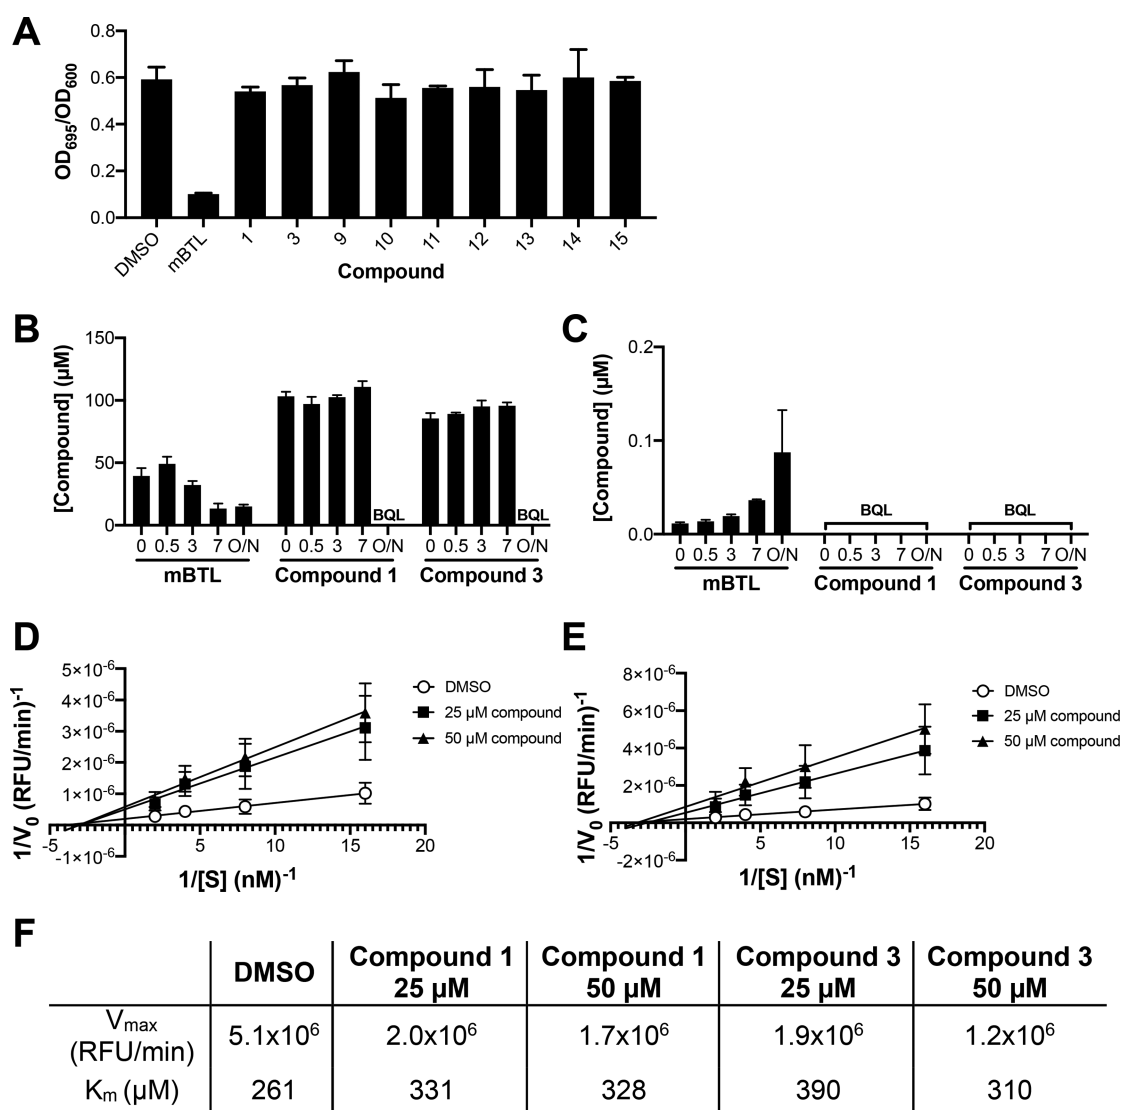 A
OD695/OD600
0.8
0.6
0.4
0.2
0.0
DMSO mBTL 1 3 9 10 11 12 13 14 15
Compound
B
[Compound] (µM)
150
100
50
0
BQL BQL
0 0.5 3 7 O/N 0 0.5 3 7 O/N 0 0.5 3 7 O/N
mBTL Compound 1 Compound 3
C
[Compound] (µM)
0.2
0.1
0.0
BQL BQL
0 0.5 3 7 O/N 0 0.5 3 7 O/N 0 0.5 3 7 O/N
mBTL Compound 1 Compound 3
D
1/V0 (RFU/min)-1
5×10-6
4×10-6
3×10-6
2×10-6
1×10-6
0
-1×10-6
-5 5 10 15 20
1/[S] (nM)-1
DMSO
25 µM compound
50 µM compound
E
1/V0 (RFU/min)-1
8×10-6
6×10-6
4×10-6
2×10-6
0
-2×10-6
-5 5 10 15 20
1/[S] (nM)-1
DMSO
25 µM compound
50 µM compound
F
DMSO Compound 1 25 µM Compound 1 50 µM Compound 3 25 µM Compound 3 50 µM
Vmax (RFU/min) 5.1x106 2.0x106 1.7x106 1.9x106 1.2x106
Km (µM) 261 331 328 390 310